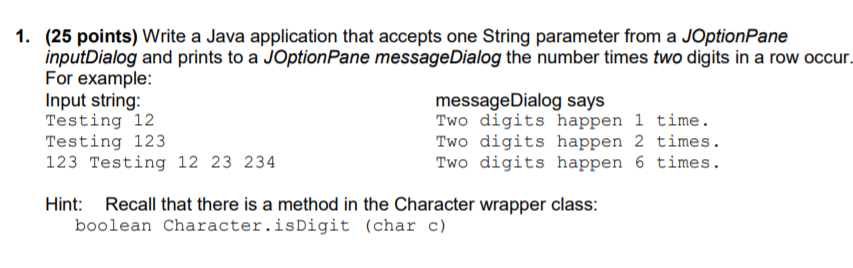 1. (25 points) Write a Java application that accepts one String parameter from a JOptionPane
inputDialog and prints to a JOptionPane messageDialog the number times two digits in a row occur.
For example:
Input string: messageDialog says
Testing 12 Two digits happen 1 time.
Testing 123 Two digits happen 2 times.
123 Testing 12 23 234 Two digits happen 6 times.
Hint: Recall that there is a method in the Character wrapper class:
boolean Character.isDigit (char c)